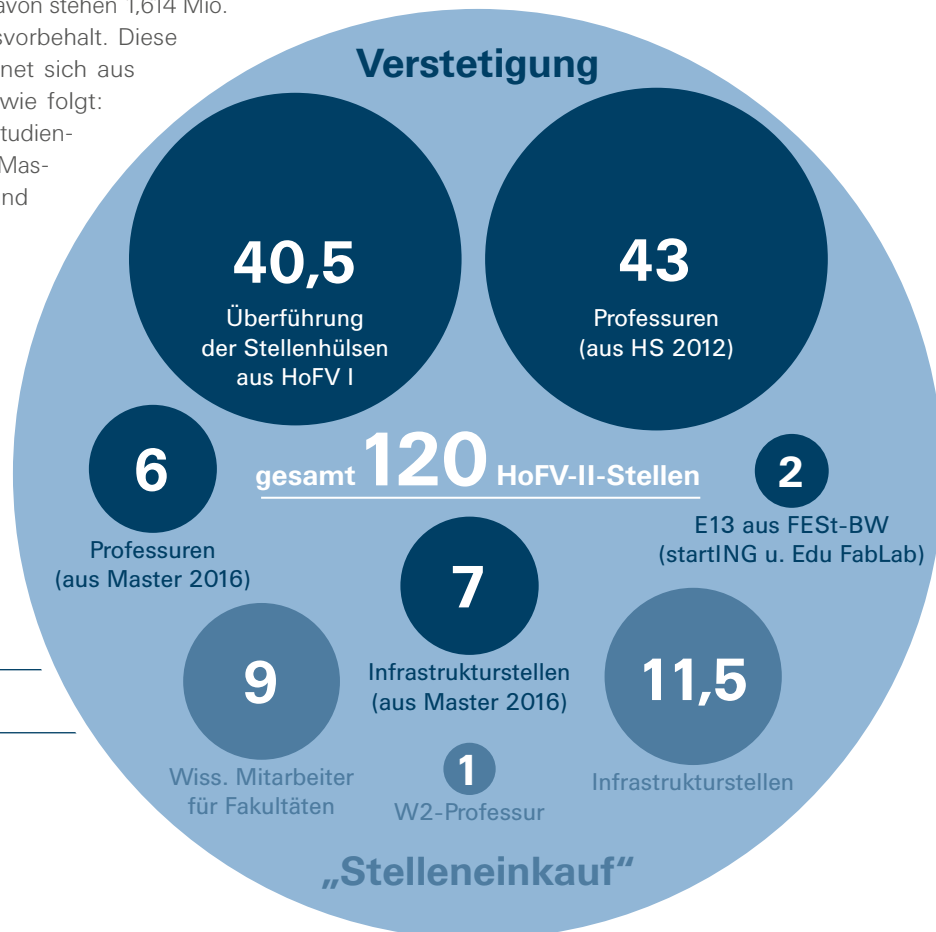 davon stehen 1,614 Mio.
svorbehalt. Diese
net sich aus
wie folgt:
tudien-
Mas-
nd
Verstetigung
40,5
Überführung
der Stellenhülsen
aus HoFV I
43
Professuren
(aus HS 2012)
gesamt 120 HoFV-II-Stellen
6
Professuren
(aus Master 2016)
2
E13 aus FESt-BW
(startING u. Edu FabLab)
7
Infrastrukturstellen
(aus Master 2016)
9
Wiss. Mitarbeiter
für Fakultäten
11,5
Infrastrukturstellen
1
W2-Professur
„Stelleneinkauf“